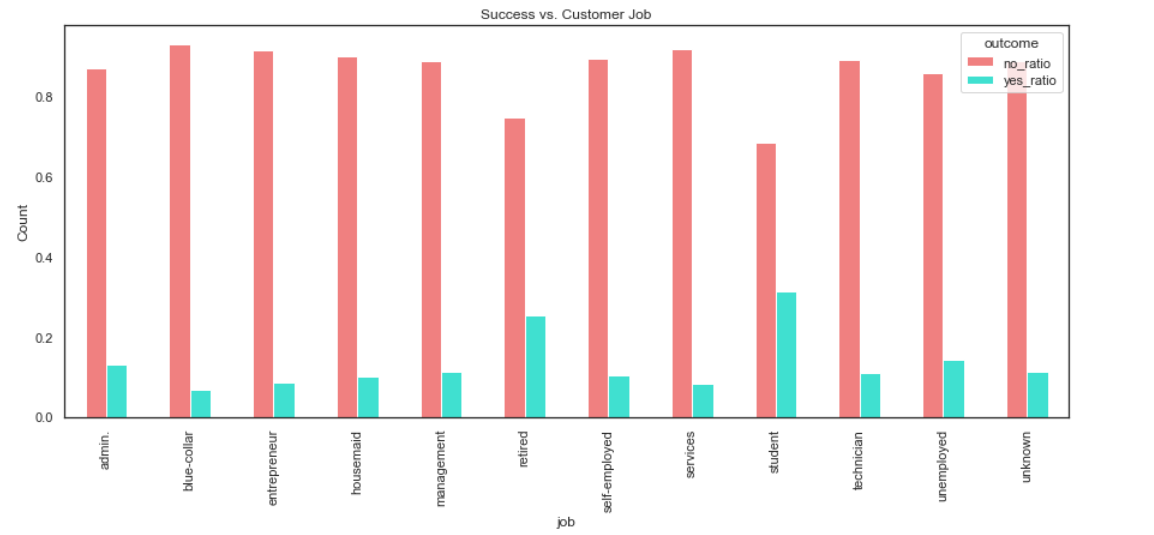 Success vs. Customer Job
outcome
no_ratio
yes_ratio
Count
0.8
0.6
0.4
0.2
0.0
admin.
blue-collar
entrepreneur
housemaid
management
retired
self-employed
services
student
technician
unemployed
unknown
job